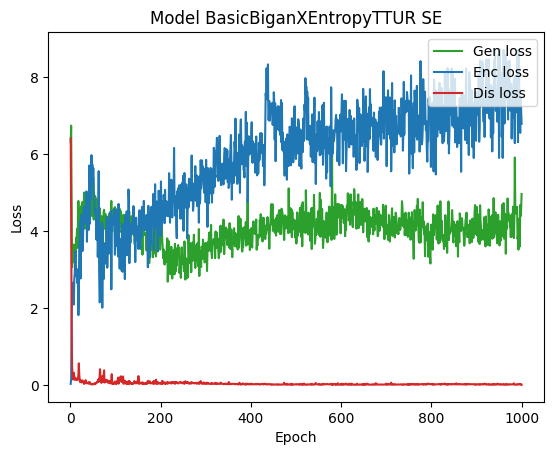 Model BasicBiganXEntropyTTUR SE
Gen loss
Enc loss
Dis loss
8
6
4
2
0
Loss
0 200 400 600 800 1000
Epoch